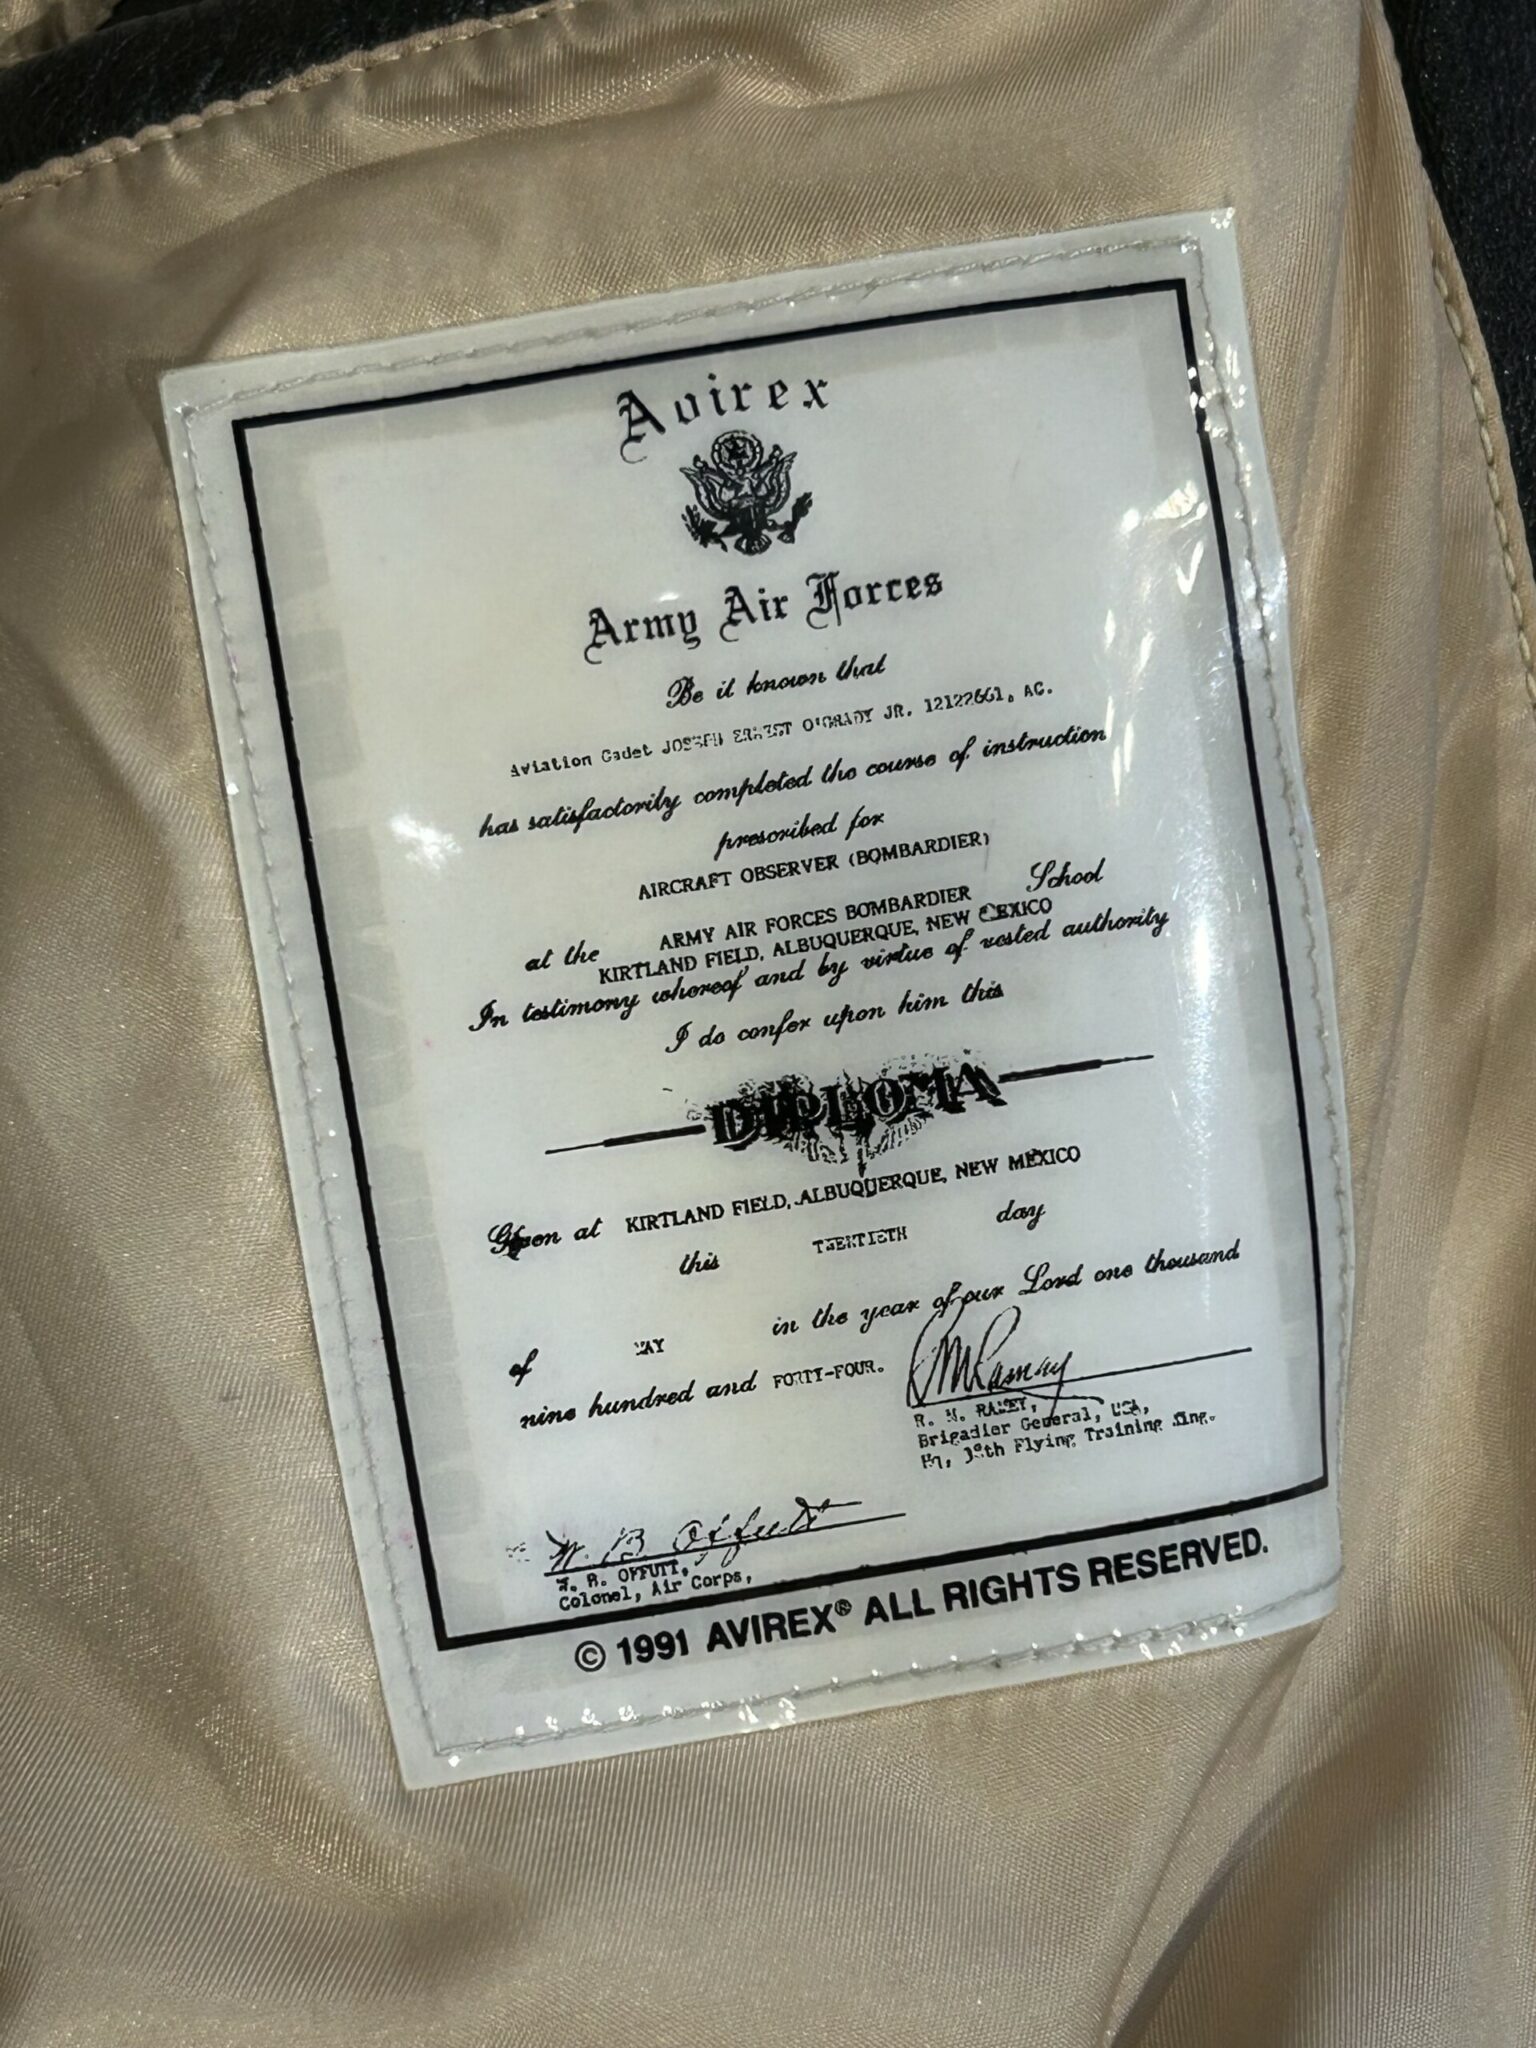 Avirex
Army Air Forces
Be it known that
Aviation Cadet JOSEPH ERNEST O'GRADY JR. 12122661, AC.
has satisfactorily completed the course of instruction
prescribed for
AIRCRAFT OBSERVER (BOMBARDIER)
at the ARMY AIR FORCES BOMBARDIER School
KIRTLAND FIELD, ALBUQUERQUE, NEW MEXICO
In testimony whereof and by virtue of vested authority
I do confer upon him this
DIPLOMA
Given at KIRTLAND FIELD, ALBUQUERQUE, NEW MEXICO
this TWENTIETH day
of MAY in the year of our Lord one thousand
nine hundred and FORTY-FOUR.
R. M. RAMEY,
Brigadier General, USA,
Flying Training
Offutt
OFFUTT,
Colonel, Air Corps,
© 1991 AVIREX® ALL RIGHTS RESERVED.